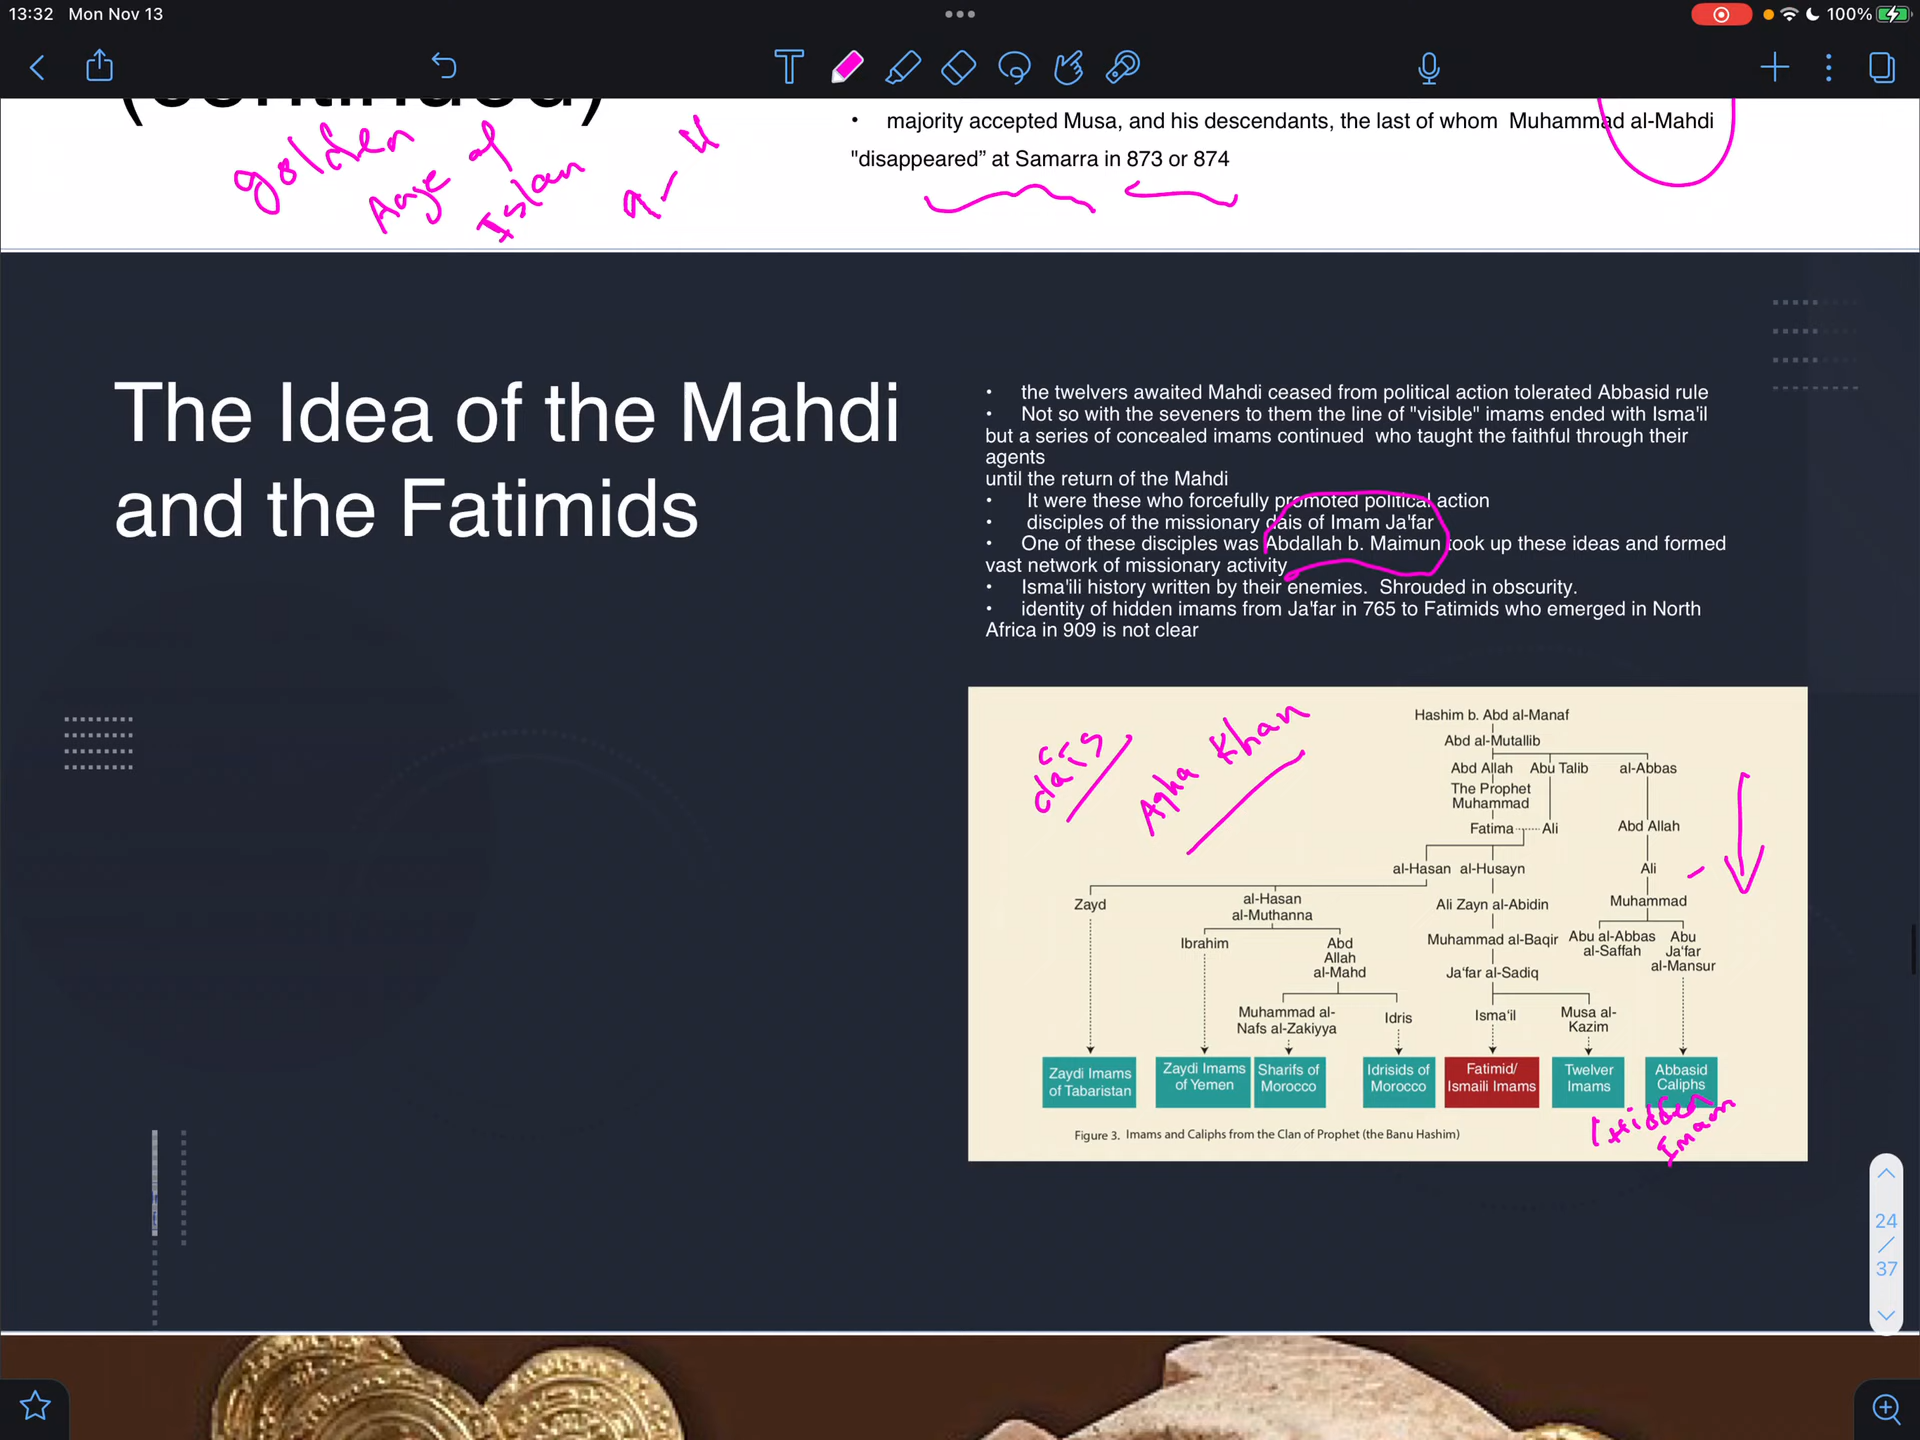 13:32 Mon Nov 13
100%
(continued)
golden
Age of
Islam
9-11
• majority accepted Musa, and his descendants, the last of whom Muhammad al-Mahdi
"disappeared” at Samarra in 873 or 874
The Idea of the Mahdi
and the Fatimids
• the twelvers awaited Mahdi ceased from political action tolerated Abbasid rule
• Not so with the seveners to them the line of "visible" imams ended with Isma'il
but a series of concealed imams continued who taught the faithful through their
agents
until the return of the Mahdi
• It were these who forcefully promoted political action
• disciples of the missionary dais of Imam Ja'far
• One of these disciples was Abdallah b. Maimun took up these ideas and formed
vast network of missionary activity
• Isma'ili history written by their enemies. Shrouded in obscurity.
• identity of hidden imams from Ja'far in 765 to Fatimids who emerged in North
Africa in 909 is not clear
dais
Agha Khan
Hashim b. Abd al-Manaf
Abd al-Mutallib
Abd Allah Abu Talib al-Abbas
The Prophet
Muhammad
Fatima Ali Abd Allah
al-Hasan al-Husayn Ali
Zayd al-Hasan
al-Muthanna Ali Zayn al-Abidin Muhammad
Ibrahim Abd
Allah
al-Mahd Muhammad al-Baqir Abu al-Abbas
al-Saffah Abu
Ja‘far
al-Mansur
Ja‘far al-Sadiq
Muhammad al-
Nafs al-Zakiyya Idris Isma‘il Musa al-
Kazim
Zaydi Imams
of Tabaristan
Zaydi Imams
of Yemen
Sharifs of
Morocco
Idrisids of
Morocco
Fatimid/
Ismaili Imams
Twelver
Imams
Abbasid
Caliphs
Hidden
Imam
Figure 3. Imams and Caliphs from the Clan of Prophet (the Banu Hashim)
24
/
37